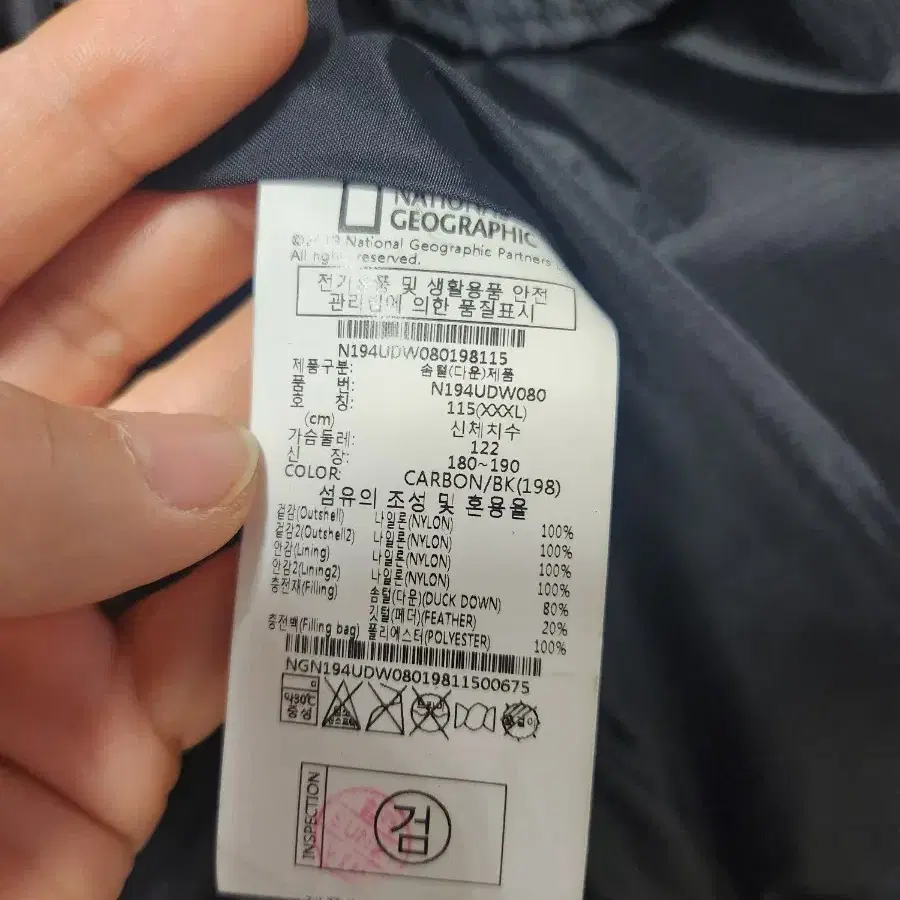 GEOGRAPHIC
National Geographic Partners
All reserved.
및 생활용품 안전
관리법에 의한 품질표시
N194UDW080198115
제품구분: 솜털(다운)제품
품 번: N194UDW080
호 칭: 115(XXXL)
(cm) 신체치수
가슴둘레: 122
신 장: 180~190
COLOR: CARBON/BK(198)
섬유의 조성 및 혼용율
겉감(Outshell) 나일론(NYLON) 100%
겉감2(Outshell2) 나일론(NYLON) 100%
안감(Lining) 나일론(NYLON) 100%
안감2(Lining2) 나일론(NYLON) 100%
충전재(Filling) 솜털(다운)(DUCK DOWN) 80%
깃털(페더)(FEATHER) 20%
충전백(Filling bag) 폴리에스터(POLYESTER) 100%
NGN194UDW08019811500675
약30℃
중성
INSPECTION
검